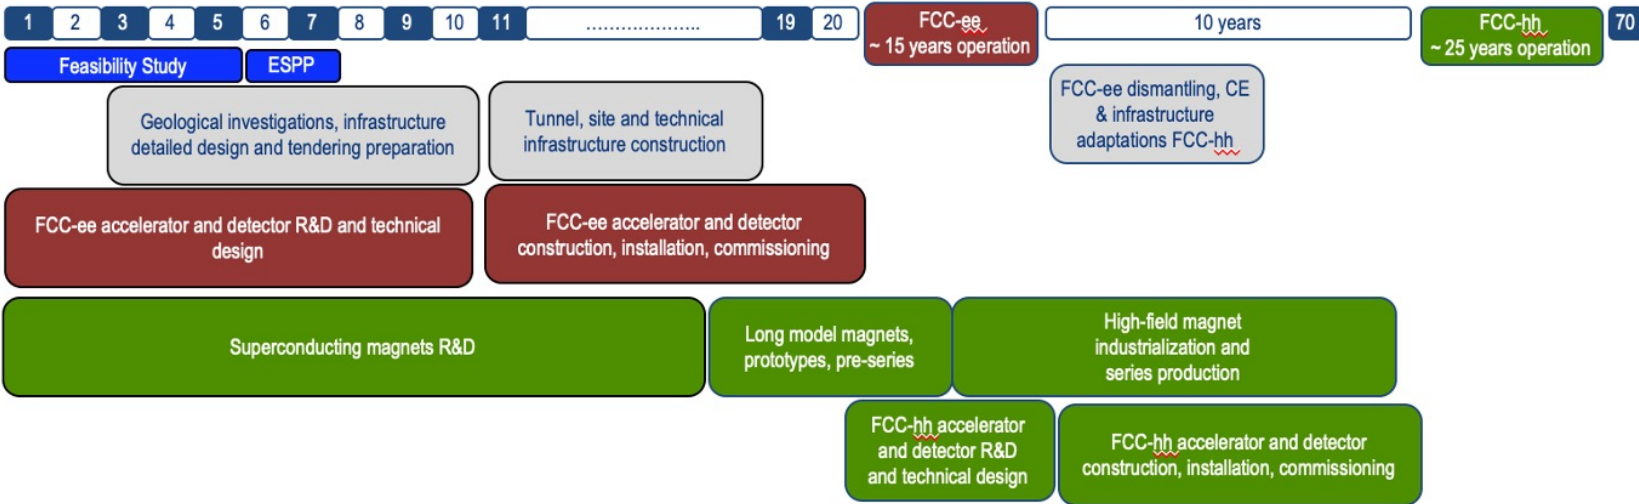 1 2 3 4 5 6 7 8 9 10 11 ................... 19 20
FCC-ee
~ 15 years operation
10 years
FCC-hh
~ 25 years operation
70
Feasibility Study
ESPP
Geological investigations, infrastructure
detailed design and tendering preparation
Tunnel, site and technical
infrastructure construction
FCC-ee dismantling, CE
& infrastructure
adaptations FCC-hh
FCC-ee accelerator and detector R&D and technical
design
FCC-ee accelerator and detector
construction, installation, commissioning
Superconducting magnets R&D
Long model magnets,
prototypes, pre-series
High-field magnet
industrialization and
series production
FCC-hh accelerator
and detector R&D
and technical design
FCC-hh accelerator and detector
construction, installation, commissioning